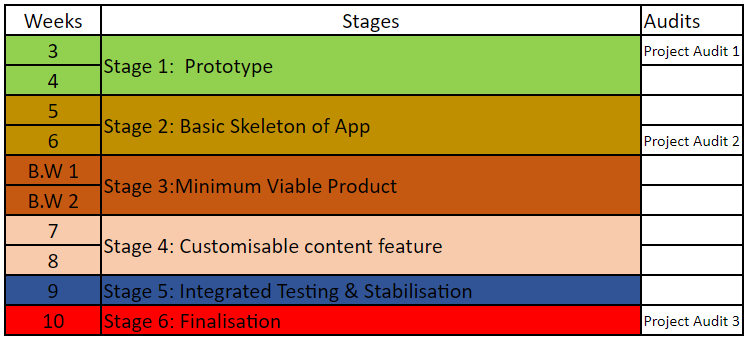 Weeks Stages Audits
3 Project Audit 1
Stage 1:  Prototype
4
5
Stage 2: Basic Skeleton of App
6 Project Audit 2
B.W 1
Stage 3:Minimum Viable Product
B.W 2
7
Stage 4: Customisable content feature
8
9 Stage 5: Integrated Testing & Stabilisation
10 Stage 6: Finalisation Project Audit 3